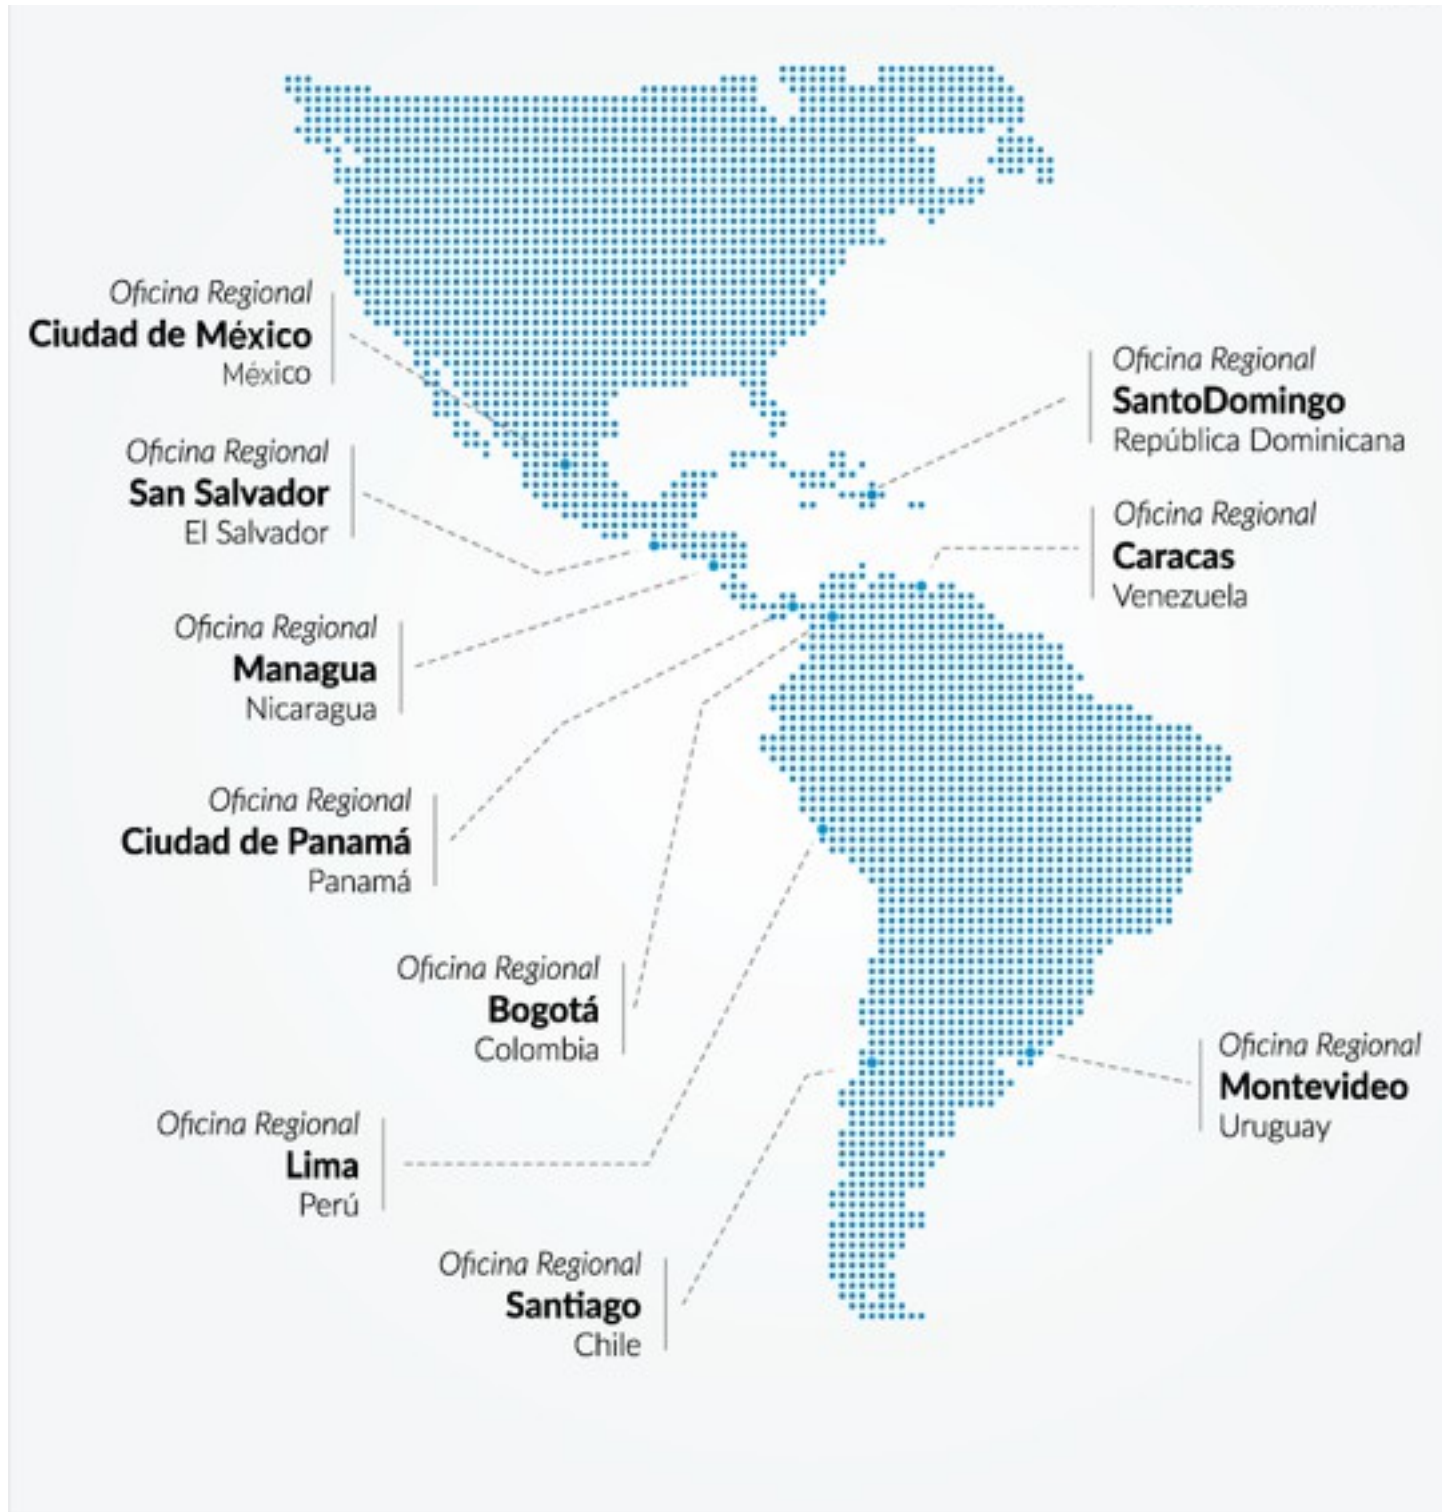 Oficina Regional
Ciudad de México
México
Oficina Regional
San Salvador
El Salvador
Oficina Regional
Managua
Nicaragua
Oficina Regional
Ciudad de Panamá
Panamá
Oficina Regional
Bogotá
Colombia
Oficina Regional
Lima
Perú
Oficina Regional
Santiago
Chile
Oficina Regional
SantoDomingo
República Dominicana
Oficina Regional
Caracas
Venezuela
Oficina Regional
Montevideo
Uruguay